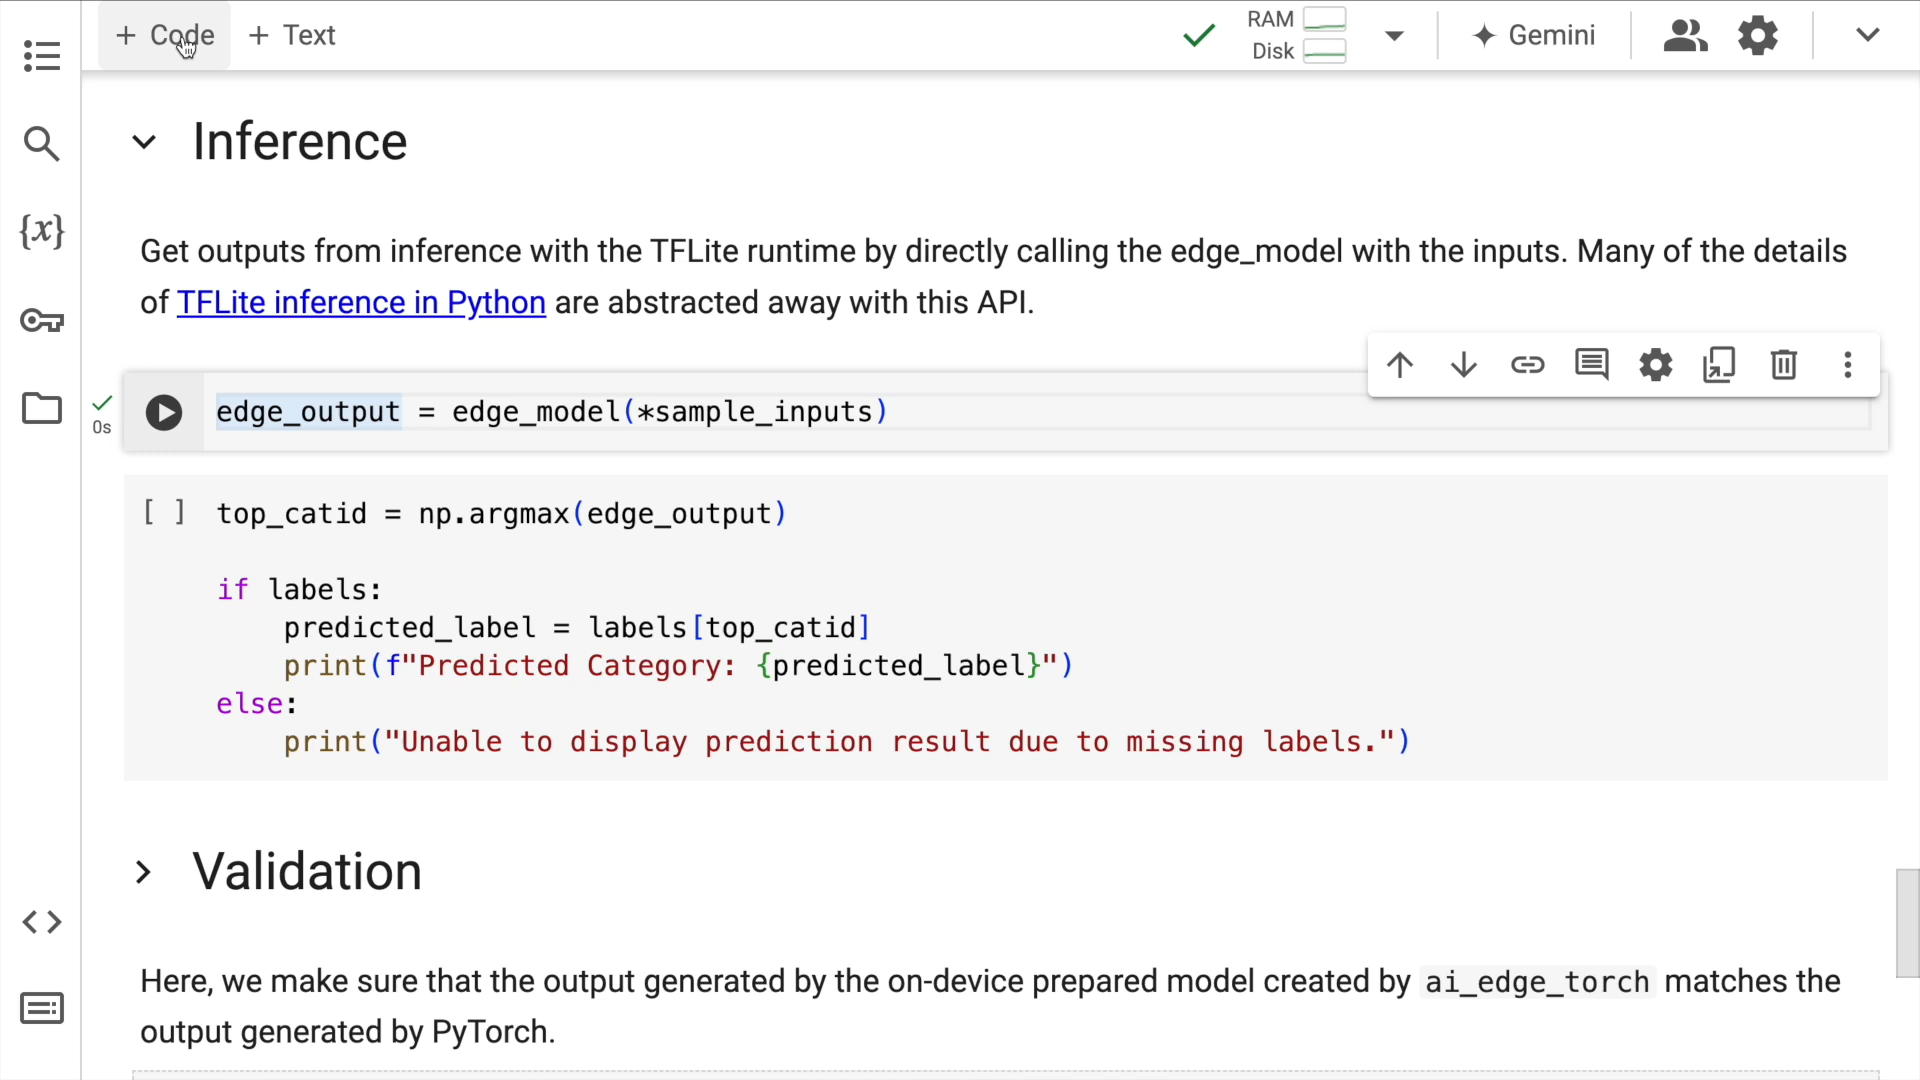 + Code + Text
RAM
Disk
Gemini
Inference
{x}
Get outputs from inference with the TFLite runtime by directly calling the edge_model with the inputs. Many of the details
of TFLite inference in Python are abstracted away with this API.
0s
edge_output = edge_model(*sample_inputs)
[ ] top_catid = np.argmax(edge_output)
if labels:
predicted_label = labels[top_catid]
print(f"Predicted Category: {predicted_label}")
else:
print("Unable to display prediction result due to missing labels.")
Validation
Here, we make sure that the output generated by the on-device prepared model created by ai_edge_torch matches the
output generated by PyTorch.